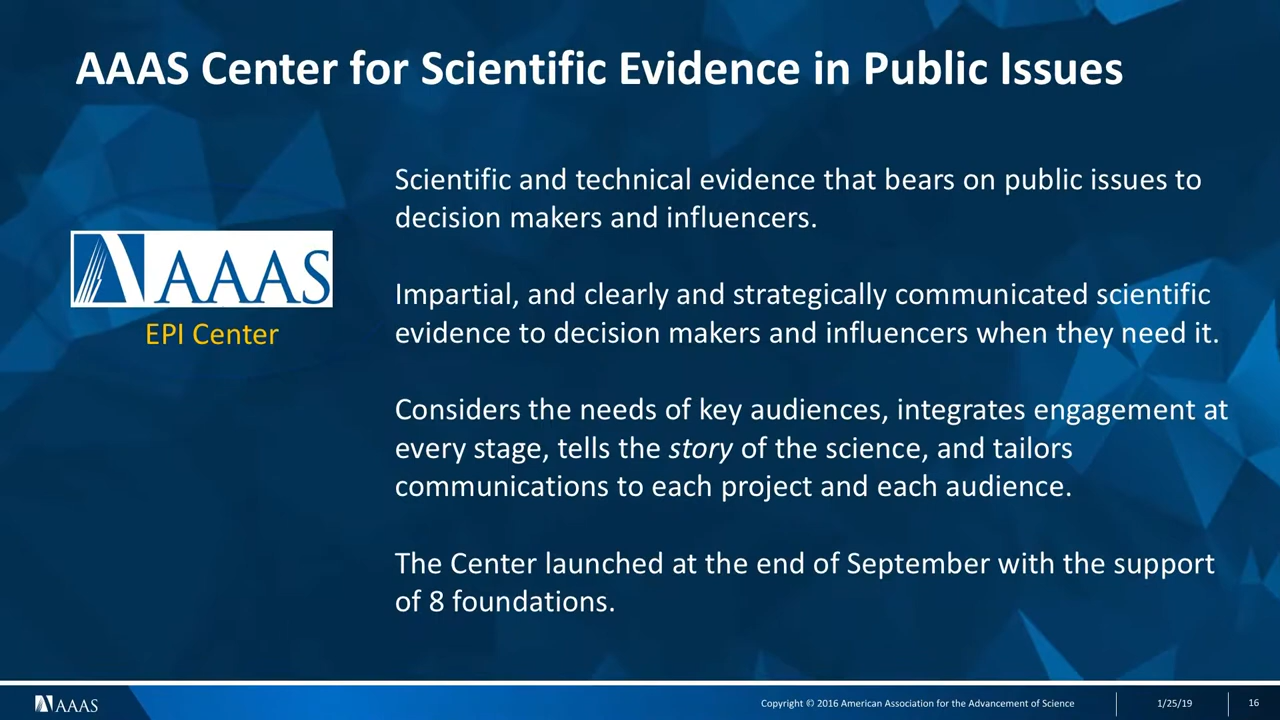 AAAS Center for Scientific Evidence in Public Issues
AAAS
EPI Center
Scientific and technical evidence that bears on public issues to
decision makers and influencers.
Impartial, and clearly and strategically communicated scientific
evidence to decision makers and influencers when they need it.
Considers the needs of key audiences, integrates engagement at
every stage, tells the story of the science, and tailors
communications to each project and each audience.
The Center launched at the end of September with the support
of 8 foundations.
AAAS
Copyright © 2016 American Association for the Advancement of Science
1/25/19
16